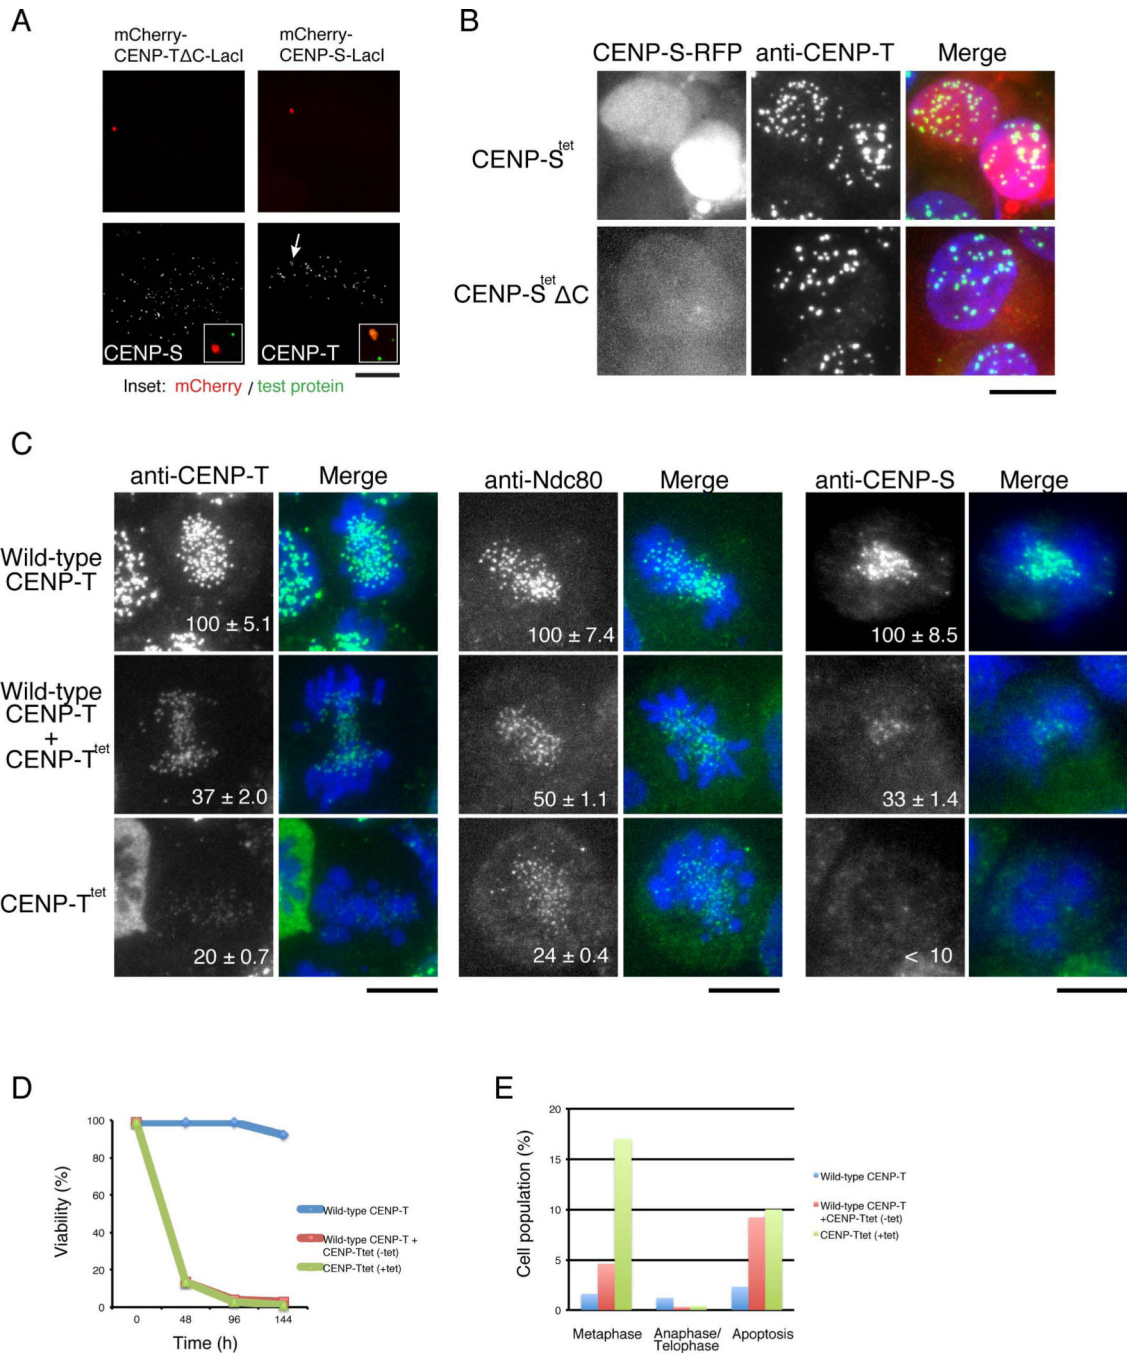 A
mCherry-
CENP-TΔC-LacI
mCherry-
CENP-S-LacI
CENP-S
CENP-T
Inset: mCherry / test protein
B
CENP-S-RFP
anti-CENP-T
Merge
CENP-Stet
CENP-StetΔC
C
anti-CENP-T
Merge
anti-Ndc80
Merge
anti-CENP-S
Merge
Wild-type
CENP-T
100 ± 5.1
100 ± 7.4
100 ± 8.5
Wild-type
CENP-T
+
CENP-Ttet
37 ± 2.0
50 ± 1.1
33 ± 1.4
CENP-Ttet
20 ± 0.7
24 ± 0.4
< 10
D
Viability (%)
100
80
60
40
20
0
0
48
96
144
Time (h)
Wild-type CENP-T
Wild-type CENP-T +
CENP-Ttet (-tet)
CENP-Ttet (+tet)
E
Cell population (%)
20
15
10
5
0
Metaphase
Anaphase/
Telophase
Apoptosis
Wild-type CENP-T
Wild-type CENP-T
+CENP-Ttet (-tet)
CENP-Ttet (+tet)